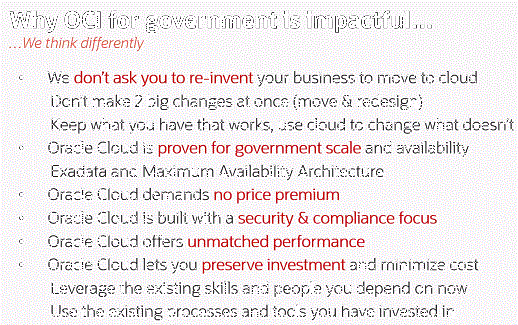 Why OCI for government is impactful...
...We think differently
◦ We don't ask you to re-invent your business to move to cloud
Don't make 2 big changes at once (move & redesign)
Keep what you have that works, use cloud to change what doesn't
◦ Oracle Cloud is proven for government scale and availability
Exadata and Maximum Availability Architecture
◦ Oracle Cloud demands no price premium
◦ Oracle Cloud is built with a security & compliance focus
◦ Oracle Cloud offers unmatched performance
◦ Oracle Cloud lets you preserve investment and minimize cost
Leverage the existing skills and people you depend on now
Use the existing processes and tools you have invested in